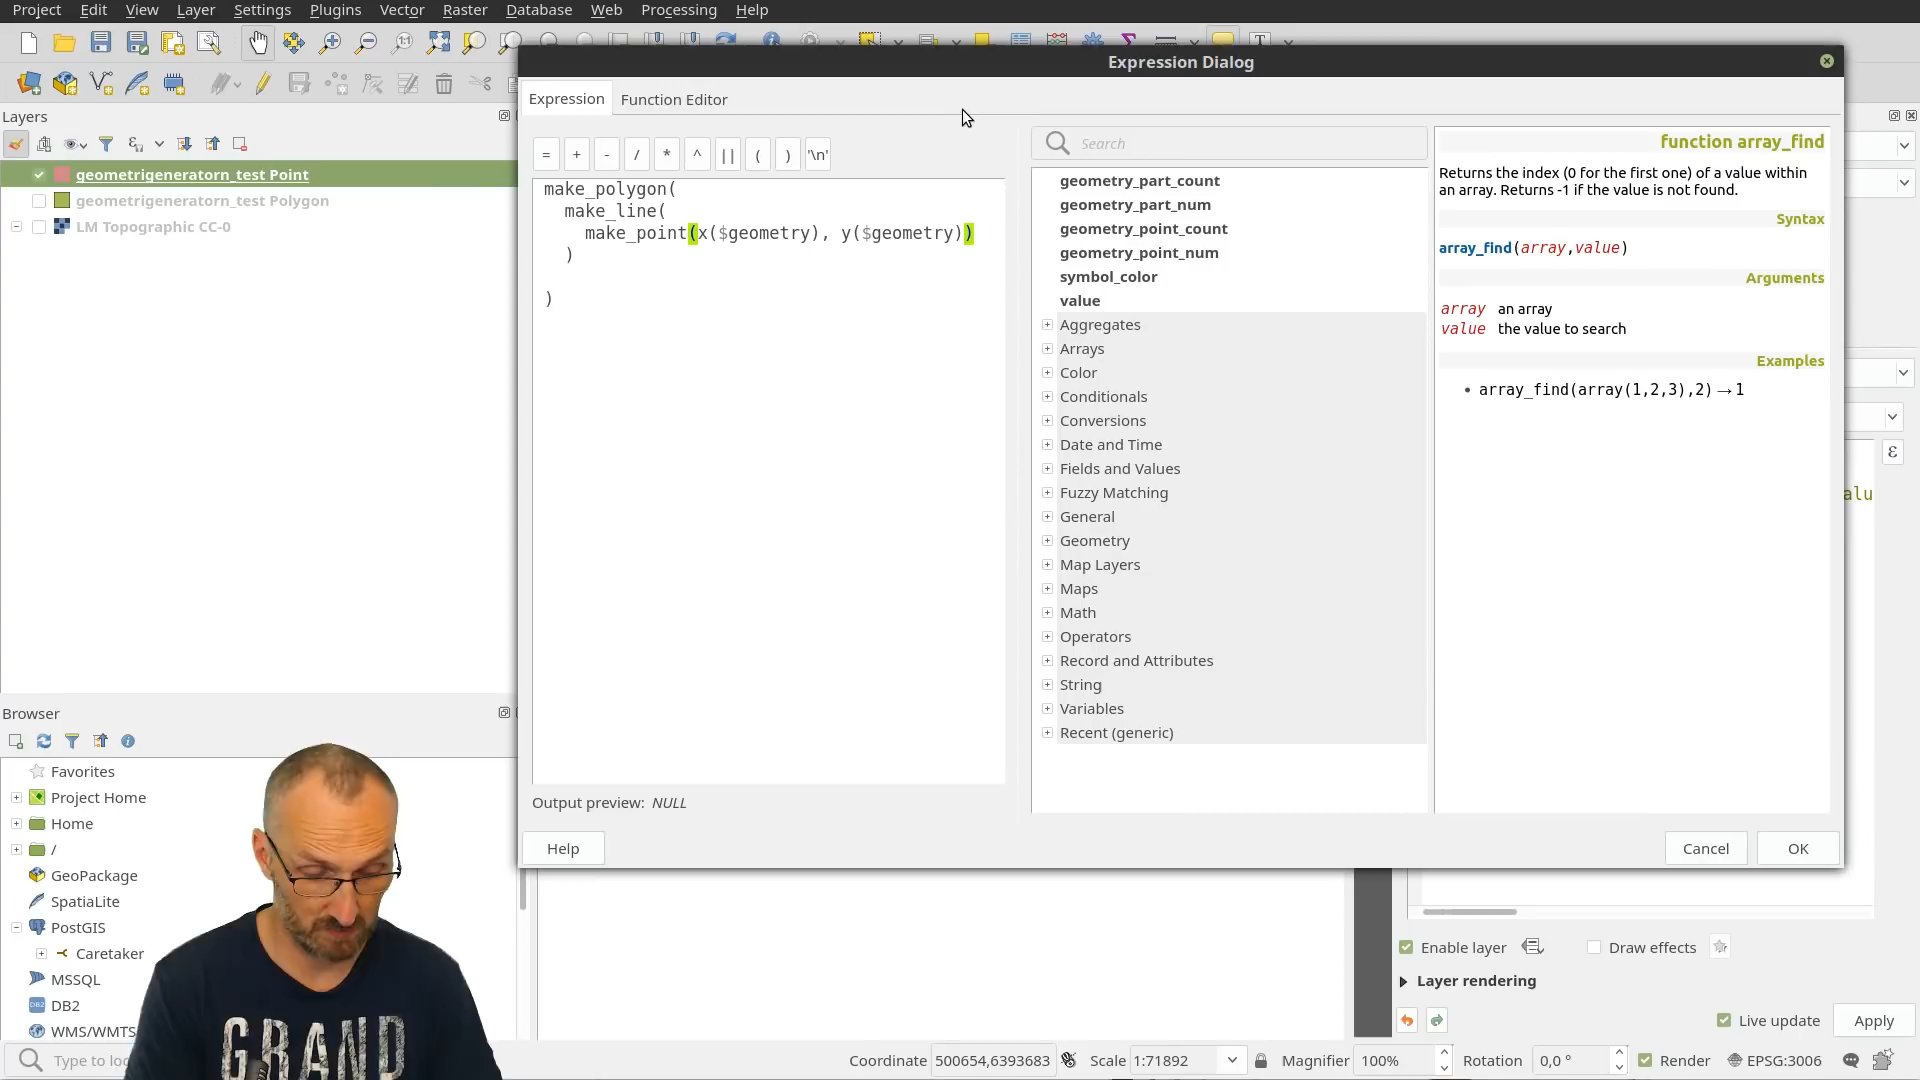 Project Edit View Layer Settings Plugins Vector Raster Database Web Processing Help
Expression Dialog
Expression Function Editor
Layers
geometrigeneratorn_test Point
geometrigeneratorn_test Polygon
LM Topographic CC-0
= + - / * ^ || ( ) '\n'
make_polygon(
make_line(
make_point(x($geometry), y($geometry))
)
)
Output preview: NULL
Help
Search
geometry_part_count
geometry_part_num
geometry_point_count
geometry_point_num
symbol_color
value
Aggregates
Arrays
Color
Conditionals
Conversions
Date and Time
Fields and Values
Fuzzy Matching
General
Geometry
Map Layers
Maps
Math
Operators
Record and Attributes
String
Variables
Recent (generic)
function array_find
Returns the index (0 for the first one) of a value within
an array. Returns -1 if the value is not found.
Syntax
array_find(array,value)
Arguments
array an array
value the value to search
Examples
• array_find(array(1,2,3),2) → 1
Cancel OK
ε
alu
Browser
Favorites
Project Home
Home
/
GeoPackage
SpatiaLite
PostGIS
Caretaker
MSSQL
DB2
WMS/WMTS
GRAND
Enable layer Draw effects
Layer rendering
Live update Apply
Type to loc
Coordinate 500654,6393683 Scale 1:71892 Magnifier 100% Rotation 0,0 ° Render EPSG:3006